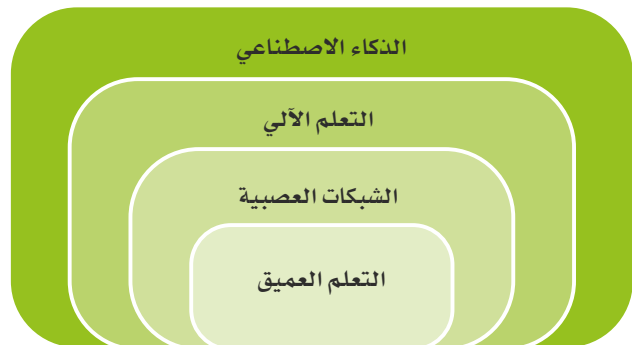 الذكاء الاصطناعي
التعلم الآلي
الشبكات العصبية
التعلم العميق